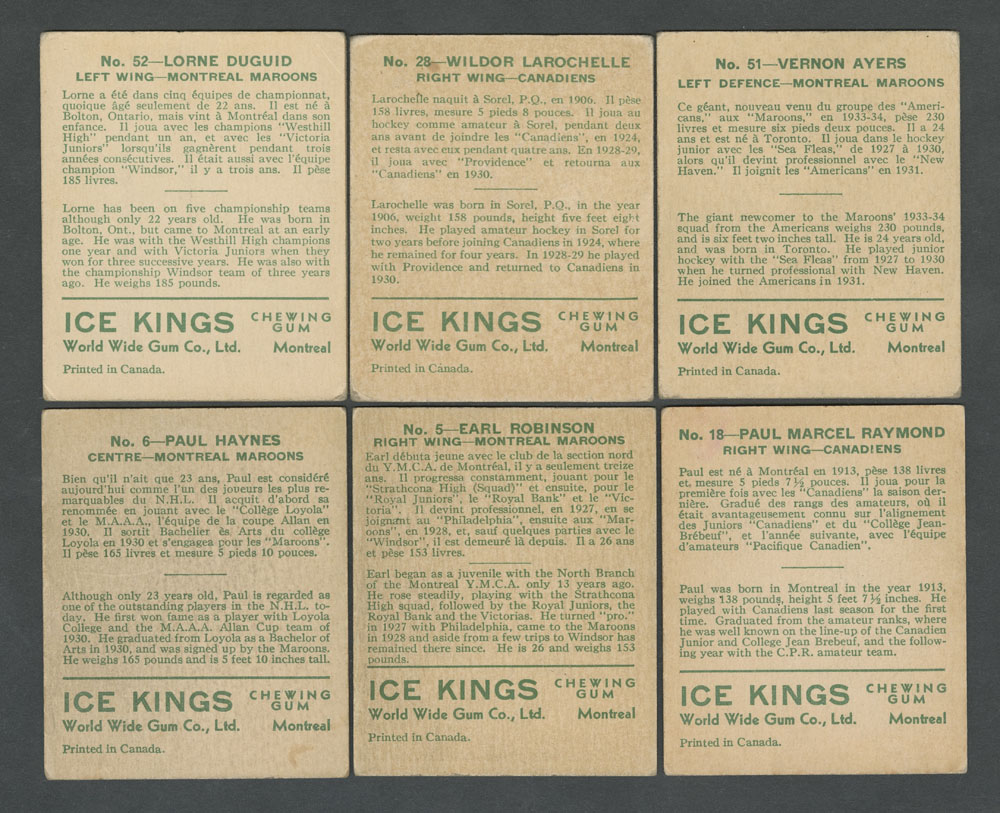 No. 52—LORNE DUGUID
LEFT WING—MONTREAL MAROONS
Lorne a été dans cinq équipes de championnat,
quoique âgé seulement de 22 ans. Il est né à
Bolton, Ontario, mais vint à Montréal dans son
enfance. Il joua avec les champions "Westhill
High" pendant un an, et avec les "Victoria
Juniors" lorsqu'ils gagnèrent pendant trois
années consécutives. Il était aussi avec l'équipe
champion "Windsor," il y a trois ans. Il pèse
185 livres.
Lorne has been on five championship teams
although only 22 years old. He was born in
Bolton, Ont., but came to Montreal at an early
age. He was with the Westhill High champions
one year and with Victoria Juniors when they
won for three successive years. He was also with
the championship Windsor team of three years
ago. He weighs 185 pounds.
ICE KINGS CHEWING GUM
World Wide Gum Co., Ltd. Montreal
Printed in Canada.
No. 28—WILDOR LAROCHELLE
RIGHT WING—CANADIENS
Larochelle naquit à Sorel, P.Q., en 1906. Il pèse
158 livres, mesure 5 pieds 8 pouces. Il joua au
hockey comme amateur à Sorel, pendant deux
ans avant de joindre les "Canadiens", en 1924,
et resta avec eux pendant quatre ans. En 1928-29,
il joua avec "Providence" et retourna aux
"Canadiens" en 1930.
Larochelle was born in Sorel, P.Q., in the year
1906, weight 158 pounds, height five feet eight
inches. He played amateur hockey in Sorel for
two years before joining Canadiens in 1924, where
he remained for four years. In 1928-29 he played
with Providence and returned to Canadiens in
1930.
ICE KINGS CHEWING GUM
World Wide Gum Co., Ltd. Montreal
Printed in Canada.
No. 51—VERNON AYERS
LEFT DEFENCE—MONTREAL MAROONS
Ce géant, nouveau venu du groupe des "Ameri-
cans," aux "Maroons," en 1933-34, pèse 230
livres et mesure six pieds deux pouces. Il a 24
ans et est né à Toronto. Il joua dans le hockey
junior avec les "Sea Fleas," de 1927 à 1930,
alors qu'il devint professionnel avec le "New
Haven." Il joignit les "Americans" en 1931.
The giant newcomer to the Maroons' 1933-34
squad from the Americans weighs 230 pounds,
and is six feet two inches tall. He is 24 years old,
and was born in Toronto. He played junior
hockey with the "Sea Fleas" from 1927 to 1930
when he turned professional with New Haven.
He joined the Americans in 1931.
ICE KINGS CHEWING GUM
World Wide Gum Co., Ltd. Montreal
Printed in Canada.
No. 6—PAUL HAYNES
CENTRE—MONTREAL MAROONS
Bien qu'il n'ait que 23 ans, Paul est considéré
aujourd'hui comme l'un des joueurs les plus re-
marquables du N.H.L. Il acquit d'abord sa
renommée en jouant avec le "Collège Loyola"
et le M.A.A.A., l'équipe de la coupe Allan en
1930. Il sortit Bachelier ès Arts du collège
Loyola en 1930 et s'engagea pour les "Maroons".
Il pèse 165 livres et mesure 5 pieds 10 pouces.
Although only 23 years old, Paul is regarded as
one of the outstanding players in the N.H.L. to-
day. He first won fame as a player with Loyola
College and the M.A.A.A. Allan Cup team of
1930. He graduated from Loyola as a Bachelor of
Arts in 1930, and was signed up by the Maroons.
He weighs 165 pounds and is 5 feet 10 inches tall.
ICE KINGS CHEWING GUM
World Wide Gum Co., Ltd. Montreal
Printed in Canada.
No. 5—EARL ROBINSON
RIGHT WING—MONTREAL MAROONS
Earl débuta jeune avec le club de la section nord
du Y.M.C.A. de Montréal, il y a seulement treize
ans. Il progressa constamment, jouant pour le
"Strathcona High (Squad)" et ensuite, pour le
"Royal Juniors", le "Royal Bank" et le "Vic-
toria". Il devint professionnel, en 1927, en se
joignant au "Philadelphia", ensuite aux "Mar-
oons", en 1928, et, sauf quelques parties avec le
"Windsor", il est demeuré là depuis. Il a 26 ans
et pèse 153 livres.
Earl began as a juvenile with the North Branch
of the Montreal Y.M.C.A. only 13 years ago.
He rose steadily, playing with the Strathcona
High squad, followed by the Royal Juniors, the
Royal Bank and the Victorias. He turned "pro."
in 1927 with Philadelphia, came to the Maroons
in 1928 and aside from a few trips to Windsor has
remained there since. He is 26 and weighs 153
pounds.
ICE KINGS CHEWING GUM
World Wide Gum Co., Ltd. Montreal
Printed in Canada.
No. 18—PAUL MARCEL RAYMOND
RIGHT WING—CANADIENS
Paul est né à Montréal en 1913, pèse 138 livres
et mesure 5 pieds 7½ pouces. Il joua pour la
première fois avec les "Canadiens" la saison der-
nière. Gradué des rangs des amateurs, où il
était avantageusement connu sur l'alignement
des Juniors "Canadiens" et du "Collège Jean-
Brébeuf", et l'année suivante, avec l'équipe
d'amateurs "Pacifique Canadien".
Paul was born in Montreal in the year 1913,
weighs 138 pounds, height 5 feet 7½ inches. He
played with Canadiens last season for the first
time. Graduated from the amateur ranks, where
he was well known on the line-up of the Canadien
Junior and College Jean Brebeuf, and the follow-
ing year with the C.P.R. amateur team.
ICE KINGS CHEWING GUM
World Wide Gum Co., Ltd. Montreal
Printed in Canada.